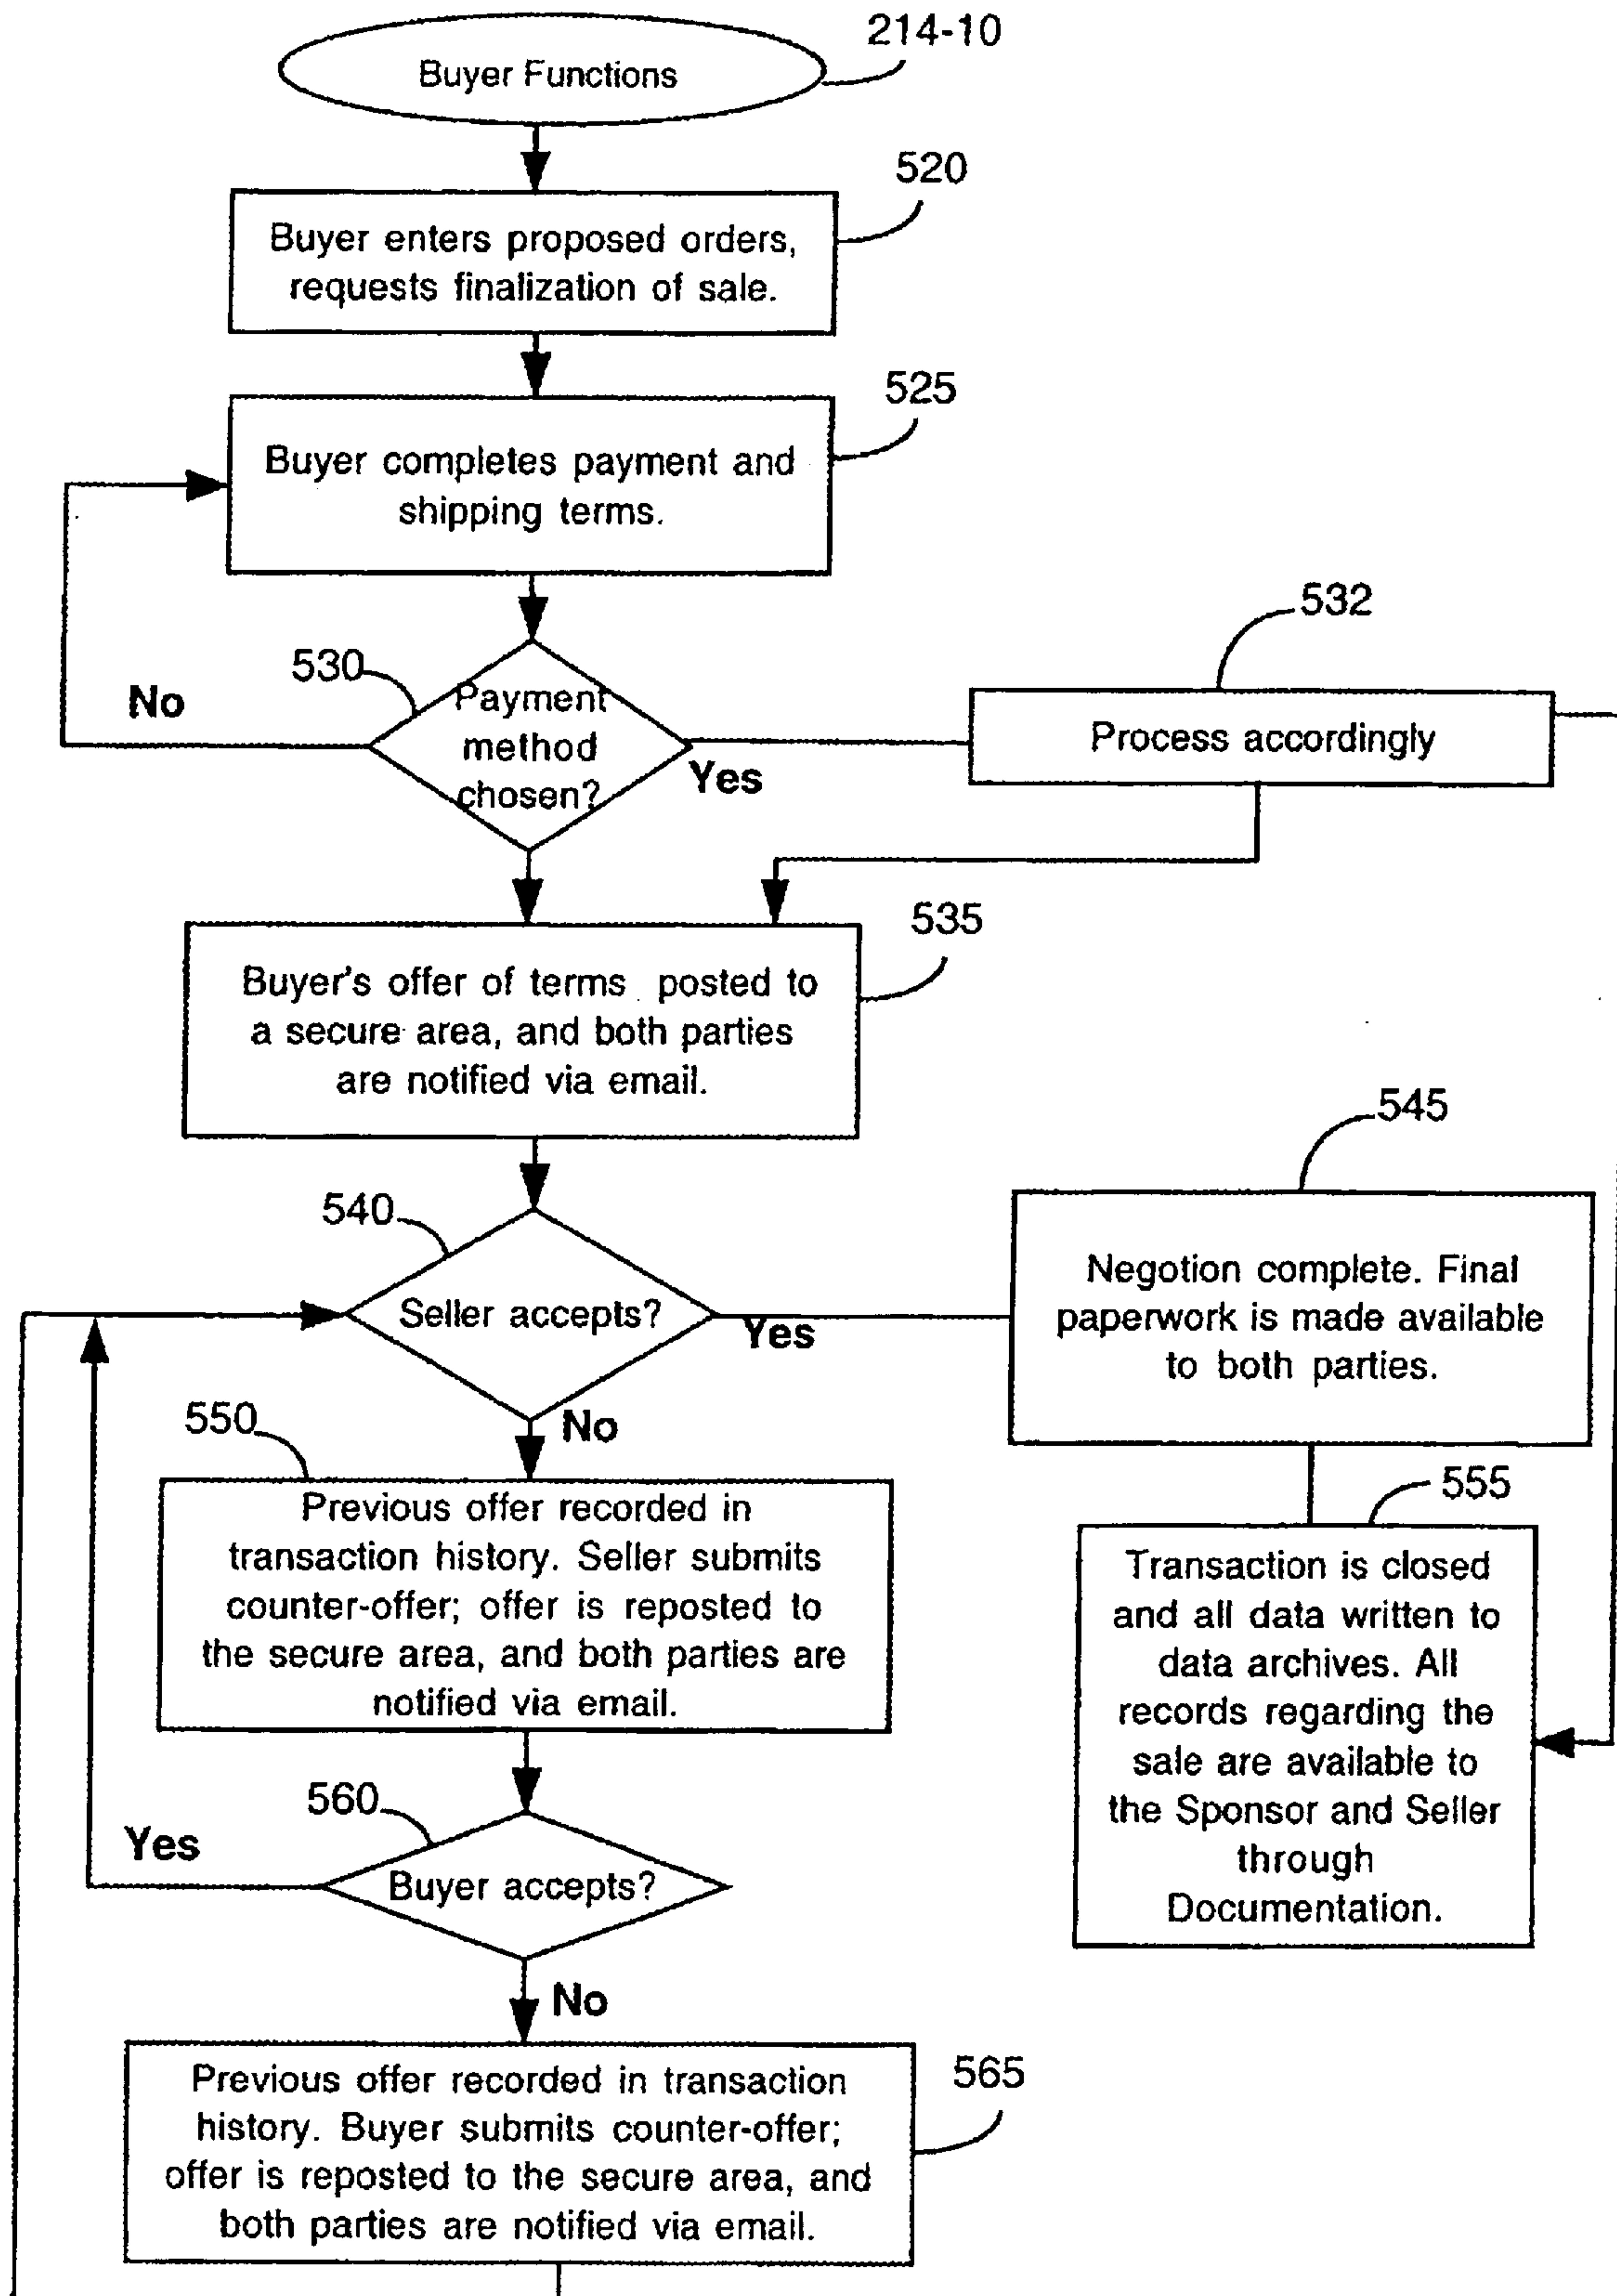 214-10
Buyer Functions
520
Buyer enters proposed orders,
requests finalization of sale.
525
Buyer completes payment and
shipping terms.
530
No
Payment
method
chosen?
Yes
532
Process accordingly
535
Buyer's offer of terms posted to
a secure area, and both parties
are notified via email.
540
Seller accepts?
Yes
No
545
Negotion complete. Final
paperwork is made available
to both parties.
550
Previous offer recorded in
transaction history. Seller submits
counter-offer; offer is reposted to
the secure area, and both parties are
notified via email.
555
Transaction is closed
and all data written to
data archives. All
records regarding the
sale are available to
the Sponsor and Seller
through
Documentation.
560
Yes
Buyer accepts?
No
565
Previous offer recorded in transaction
history. Buyer submits counter-offer;
offer is reposted to the secure area, and
both parties are notified via email.